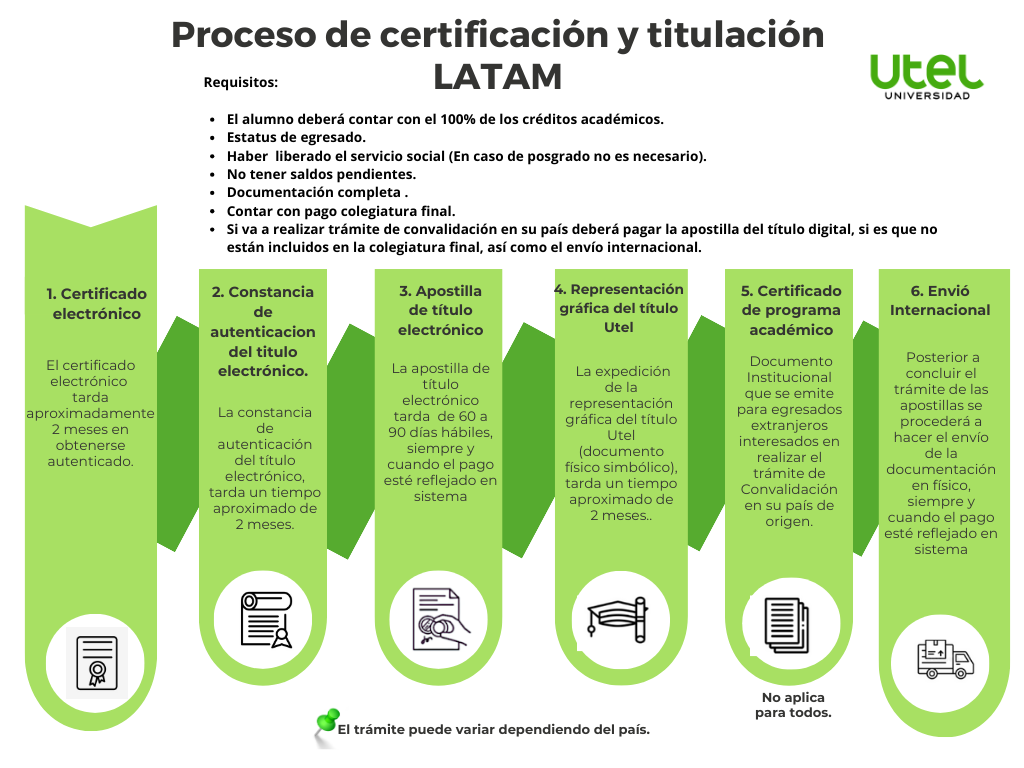 Proceso de certificación y titulación
LATAM
utel
UNIVERSIDAD
Requisitos:
• El alumno deberá contar con el 100% de los créditos académicos.
• Estatus de egresado.
• Haber liberado el servicio social (En caso de posgrado no es necesario).
• No tener saldos pendientes.
• Documentación completa .
• Contar con pago colegiatura final.
• Si va a realizar trámite de convalidación en su país deberá pagar la apostilla del título digital, si es que no
están incluidos en la colegiatura final, así como el envío internacional.
1. Certificado
electrónico
El certificado
electrónico
tarda
aproximadamente
2 meses en
obtenerse
autenticado.
2. Constancia
de
autenticacion
del titulo
electrónico.
La constancia
de
autenticación
del título
electrónico,
tarda un tiempo
aproximado de
2 meses.
3. Apostilla
de título
electrónico
La apostilla de
título
electrónico
tarda de 60 a
90 días hábiles,
siempre y
cuando el pago
esté reflejado en
sistema
4. Representación
gráfica del título
Utel
La expedición
de la
representación
gráfica del título
Utel
(documento
físico simbólico),
tarda un tiempo
aproximado de
2 meses..
5. Certificado
de programa
académico
Documento
Institucional
que se emite
para egresados
extranjeros
interesados en
realizar el
trámite de
Convalidación
en su país de
origen.
No aplica
para todos.
6. Envió
Internacional
Posterior a
concluir el
trámite de las
apostillas se
procederá a
hacer el envío
de la
documentación
en físico,
siempre y
cuando el pago
esté reflejado en
sistema
El trámite puede variar dependiendo del país.